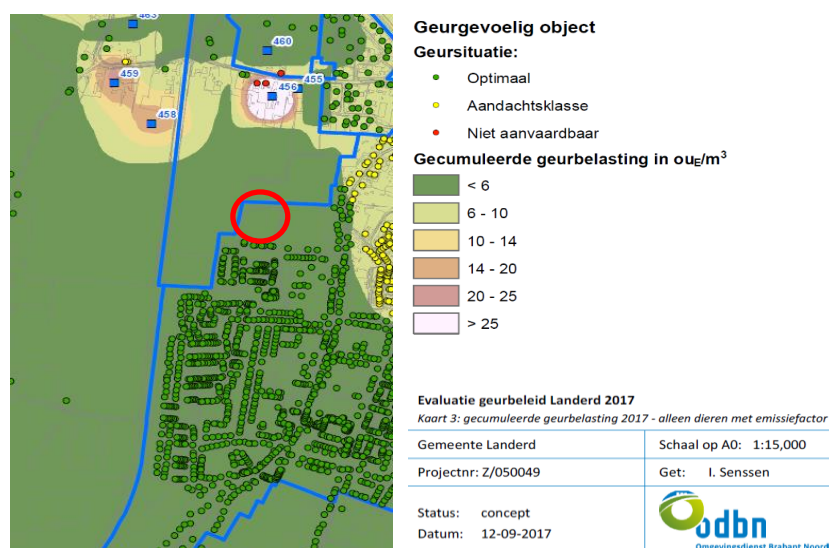 463
460
459
455
456
458
Geurgevoelig object
Geursituatie:
Optimaal
Aandachtsklasse
Niet aanvaardbaar
Gecumuleerde geurbelasting in ouE/m³
< 6
6 - 10
10 - 14
14 - 20
20 - 25
> 25
Evaluatie geurbeleid Landerd 2017
Kaart 3: gecumuleerde geurbelasting 2017 - alleen dieren met emissiefactor
Gemeente Landerd
Schaal op A0: 1:15,000
Projectnr: Z/050049
Get: I. Senssen
Status: concept
Datum: 12-09-2017
odbn
Omgevingsdienst Brabant Noord